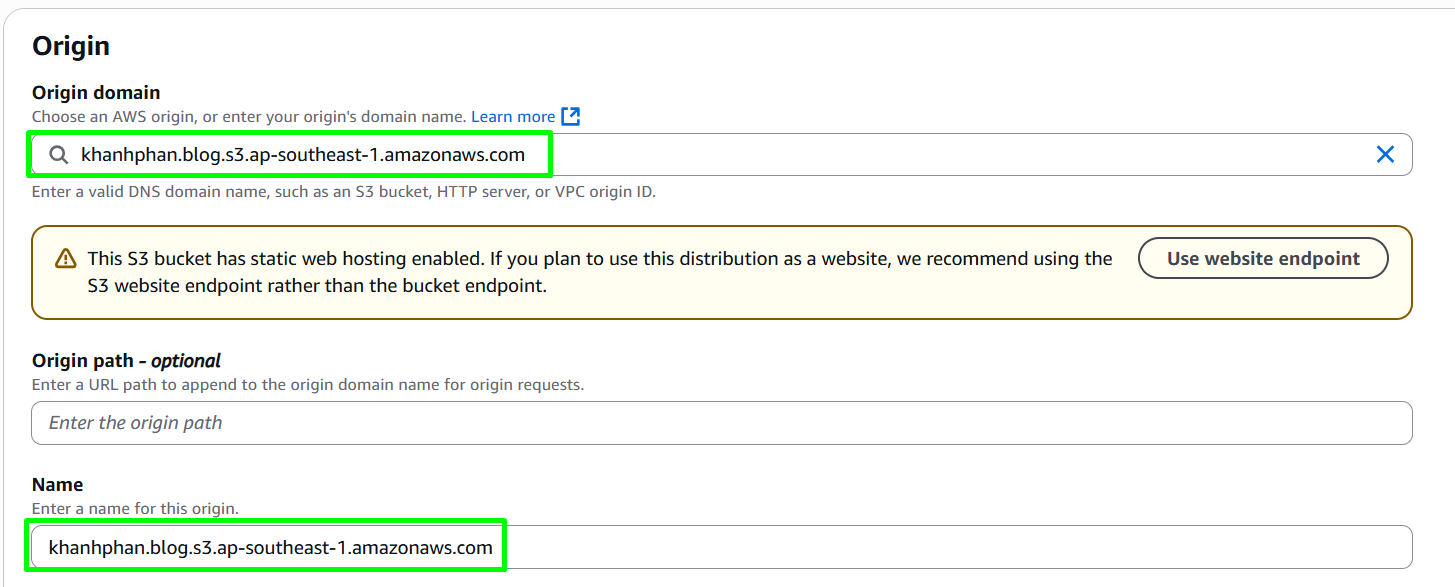 Origin
Origin domain
Choose an AWS origin, or enter your origin's domain name. Learn more
khanhphan.blog.s3.ap-southeast-1.amazonaws.com
Enter a valid DNS domain name, such as an S3 bucket, HTTP server, or VPC origin ID.
This S3 bucket has static web hosting enabled. If you plan to use this distribution as a website, we recommend using the
S3 website endpoint rather than the bucket endpoint.
Use website endpoint
Origin path - optional
Enter a URL path to append to the origin domain name for origin requests.
Enter the origin path
Name
Enter a name for this origin.
khanhphan.blog.s3.ap-southeast-1.amazonaws.com